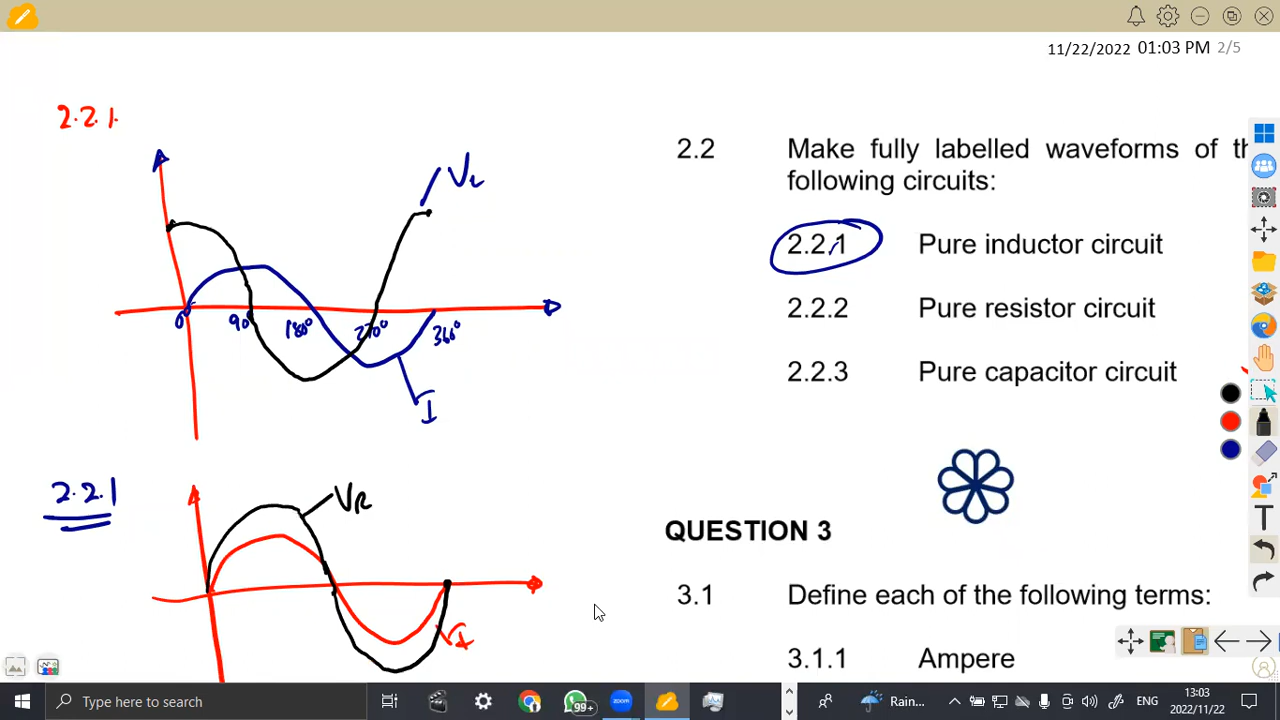 11/22/2022 01:03 PM 2/5
2.2.1.
VL
0° 90° 180° 270° 360°
I
2.2.1
VR
I
2.2 Make fully labelled waveforms of
following circuits:
2.2.1 Pure inductor circuit
2.2.2 Pure resistor circuit
2.2.3 Pure capacitor circuit
QUESTION 3
3.1 Define each of the following terms:
3.1.1 Ampere
T
Type here to search
99+
zoom
Rain...
ENG
13:03
2022/11/22